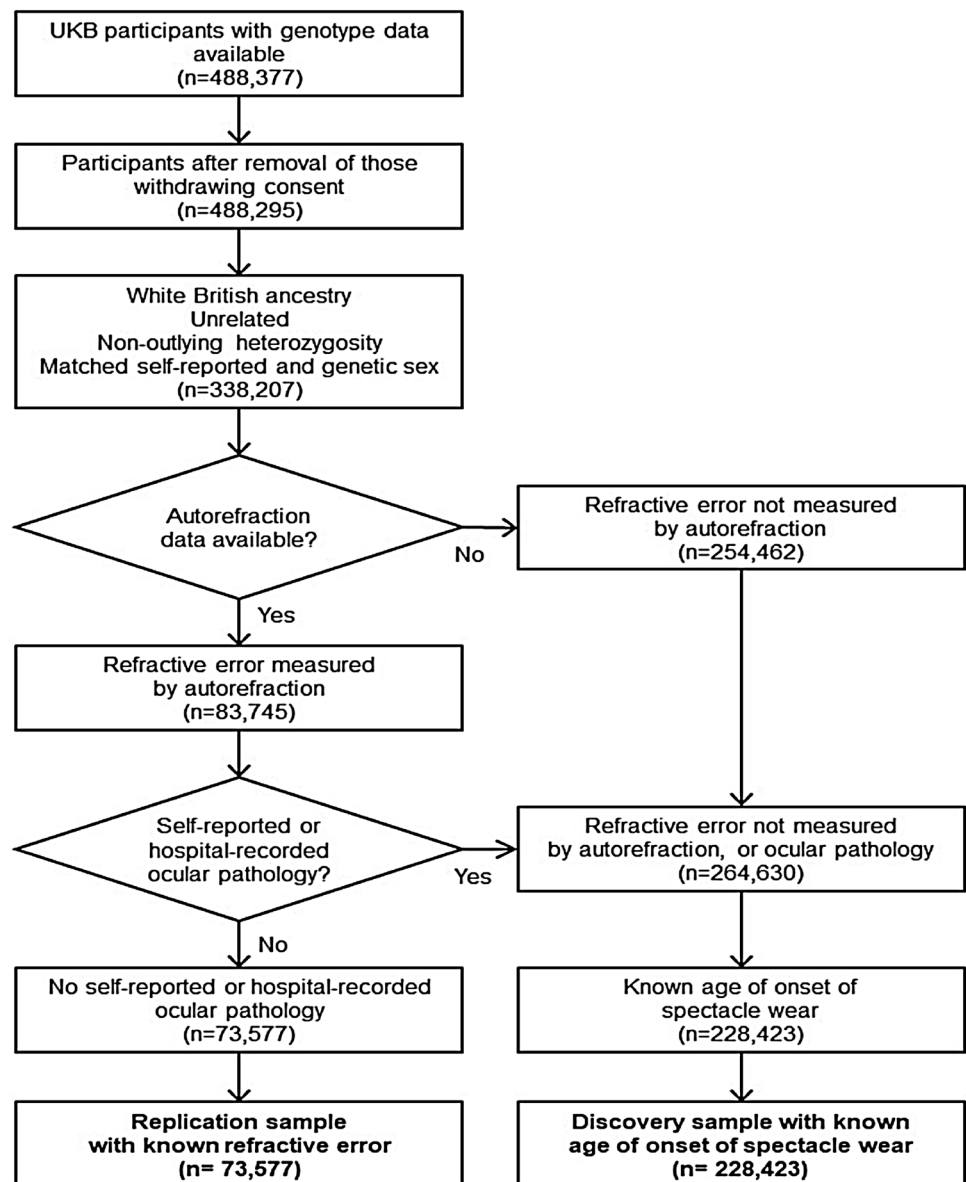 UKB participants with genotype data
available
(n=488,377)
Participants after removal of those
withdrawing consent
(n=488,295)
White British ancestry
Unrelated
Non-outlying heterozygosity
Matched self-reported and genetic sex
(n=338,207)
Autorefraction
data available?
No
Refractive error not measured
by autorefraction
(n=254,462)
Yes
Refractive error measured
by autorefraction
(n=83,745)
Self-reported or
hospital-recorded
ocular pathology?
Yes
Refractive error not measured
by autorefraction, or ocular pathology
(n=264,630)
No
No self-reported or hospital-recorded
ocular pathology
(n=73,577)
Known age of onset of
spectacle wear
(n=228,423)
Replication sample
with known refractive error
(n= 73,577)
Discovery sample with known
age of onset of spectacle wear
(n= 228,423)